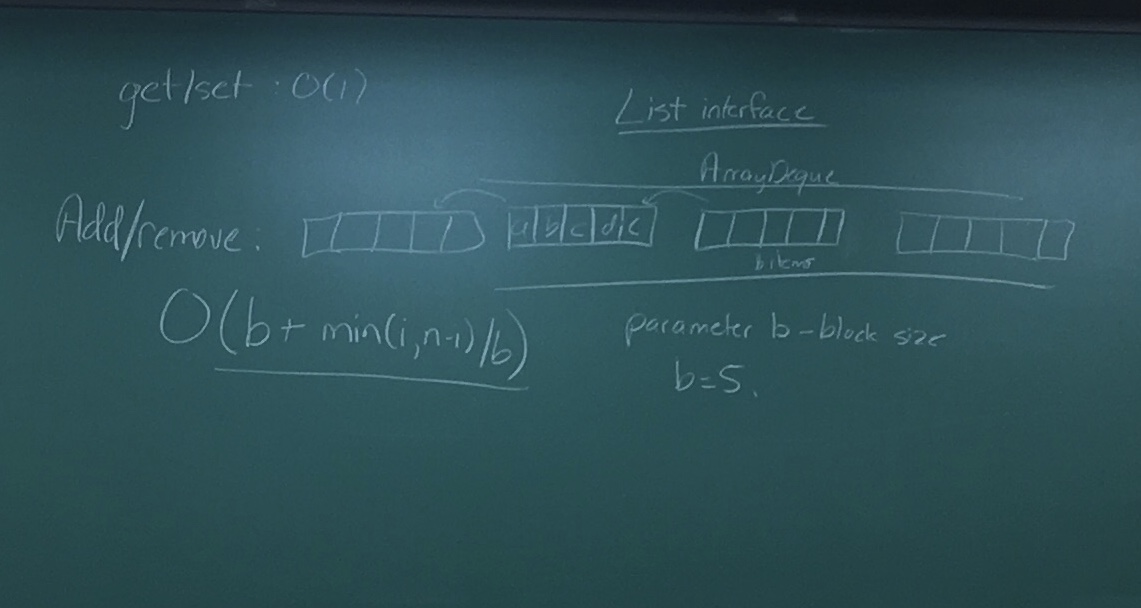 get/set : O(1)
List interface
ArrayDeque
Add/remove :
a b c d e
b items
O(b + min(i, n-i)/b)
parameter b - block size
b=5.